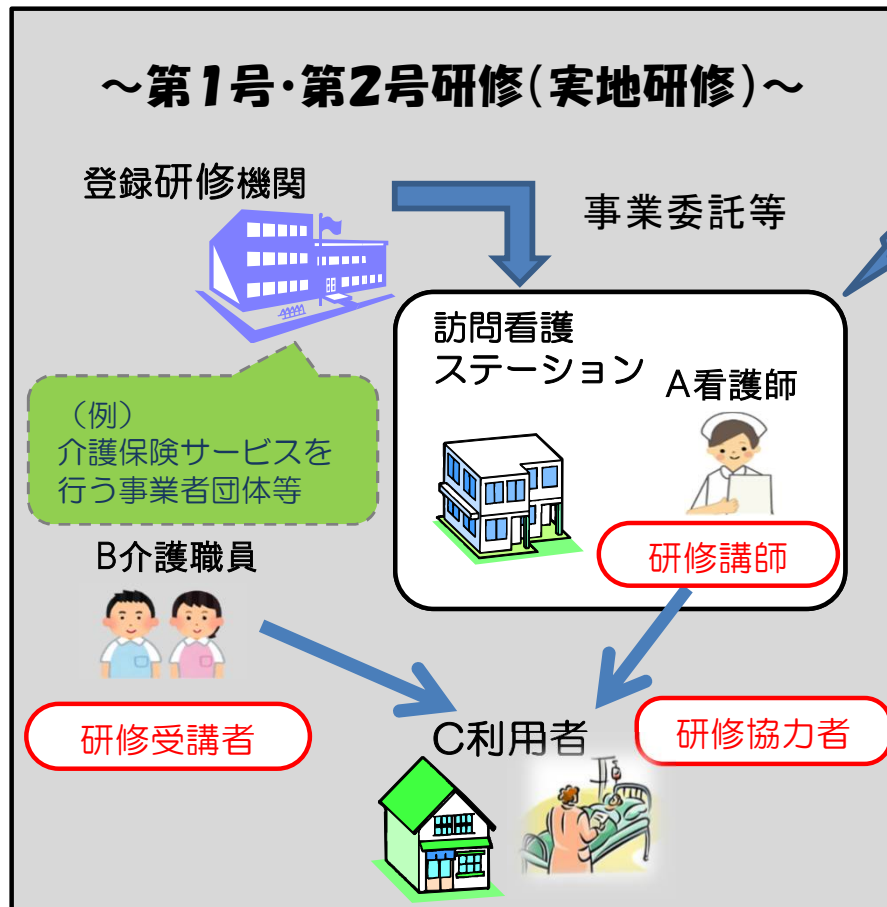 ～第1号・第2号研修(実地研修)～
登録研修機関
事業委託等
訪問看護
ステーション
A看護師
（例）
介護保険サービスを
行う事業者団体等
研修講師
B介護職員
研修受講者
C利用者
研修協力者